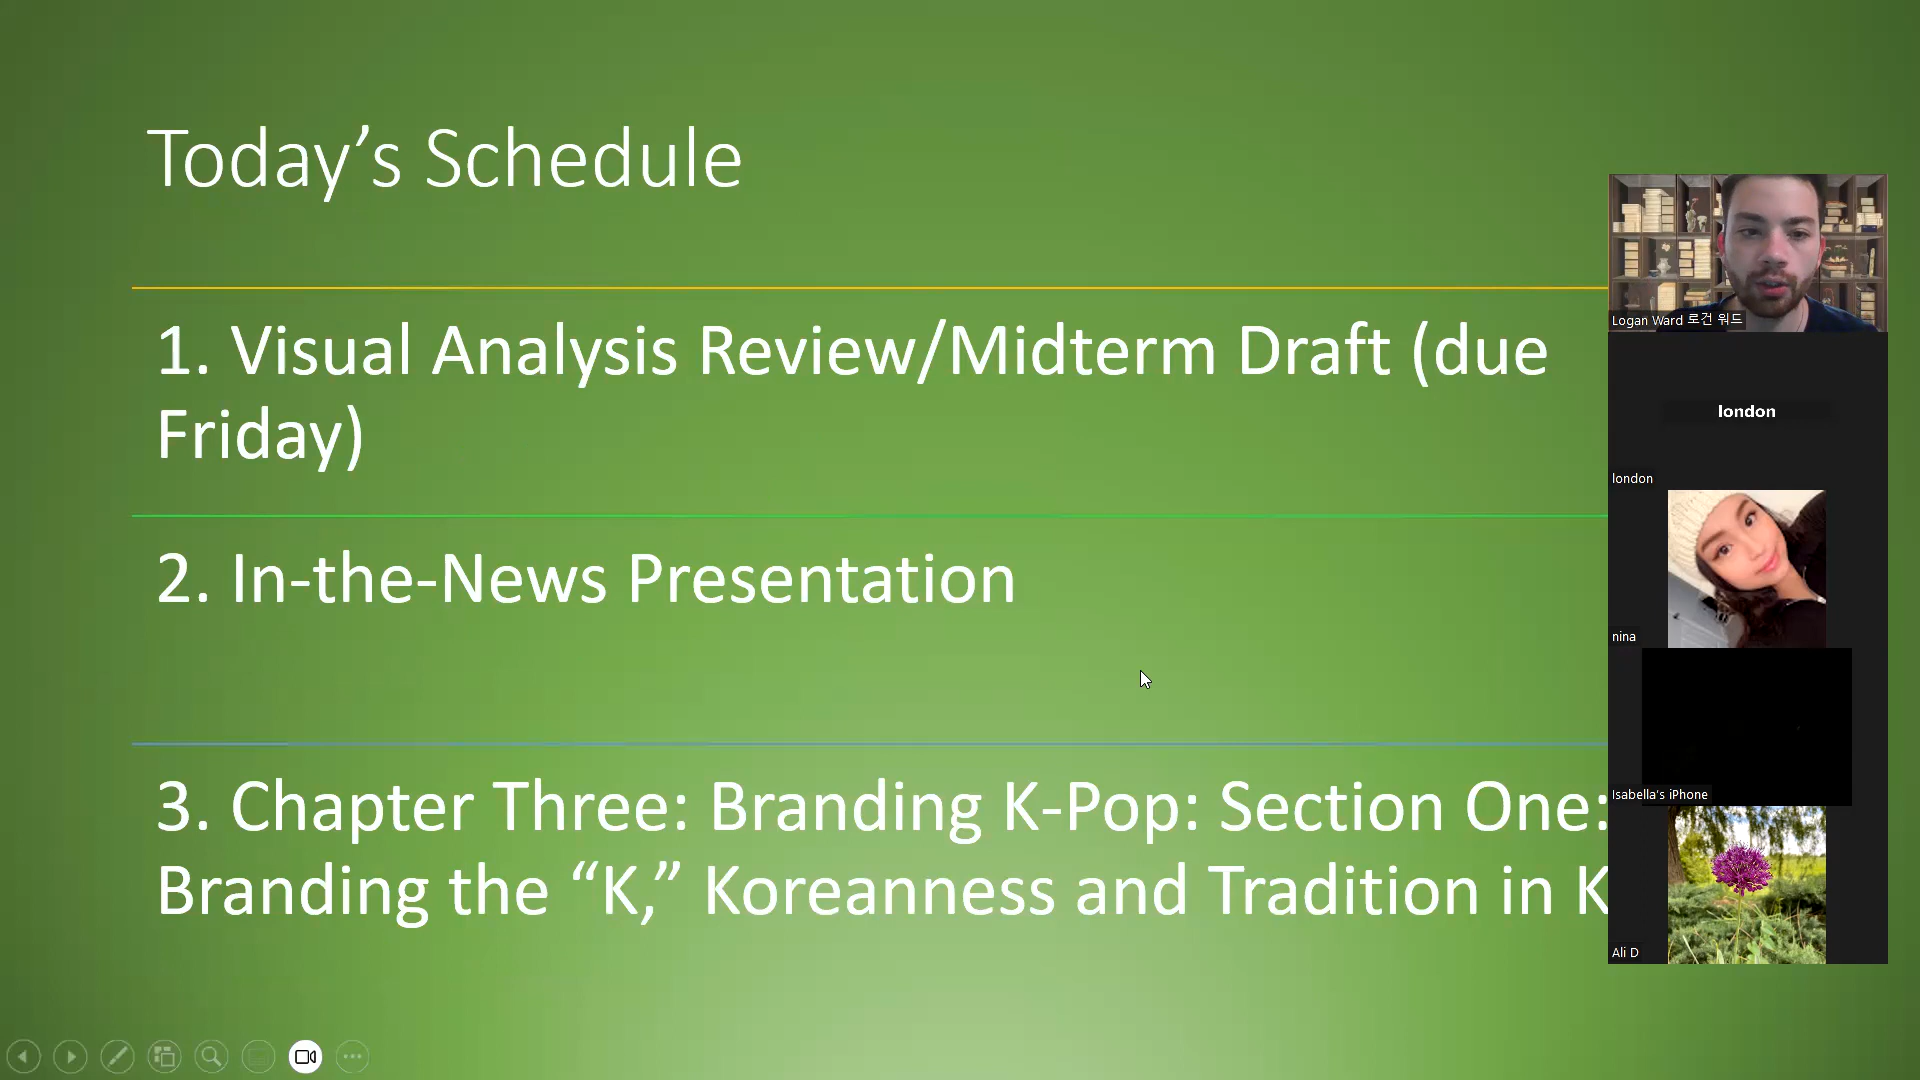 Today’s Schedule
1. Visual Analysis Review/Midterm Draft (due
Friday)
2. In-the-News Presentation
3. Chapter Three: Branding K-Pop: Section One:
Branding the “K,” Koreanness and Tradition in K
Logan Ward 로건 워드
london
london
nina
Isabella's iPhone
Ali D